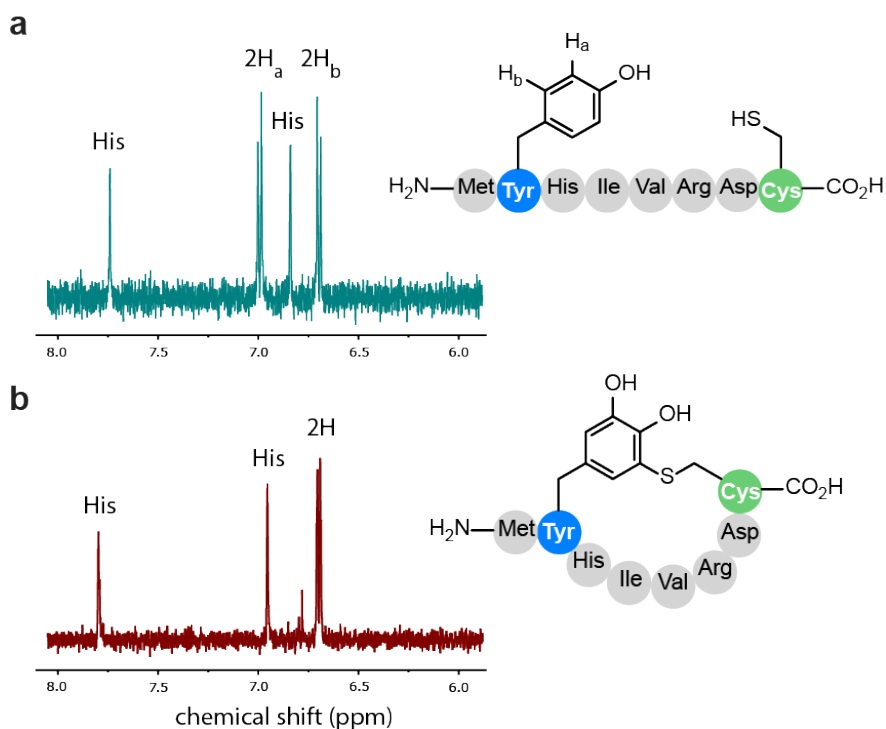 a
2Ha
2Hb
His
His
8.0 7.5 7.0 6.5 6.0
Ha
Hb
OH
HS
H2N Met Tyr His Ile Val Arg Asp Cys CO2H
b
2H
His
His
8.0 7.5 7.0 6.5 6.0
chemical shift (ppm)
OH
OH
S
Cys CO2H
H2N Met Tyr
Asp
His
Arg
Ile
Val